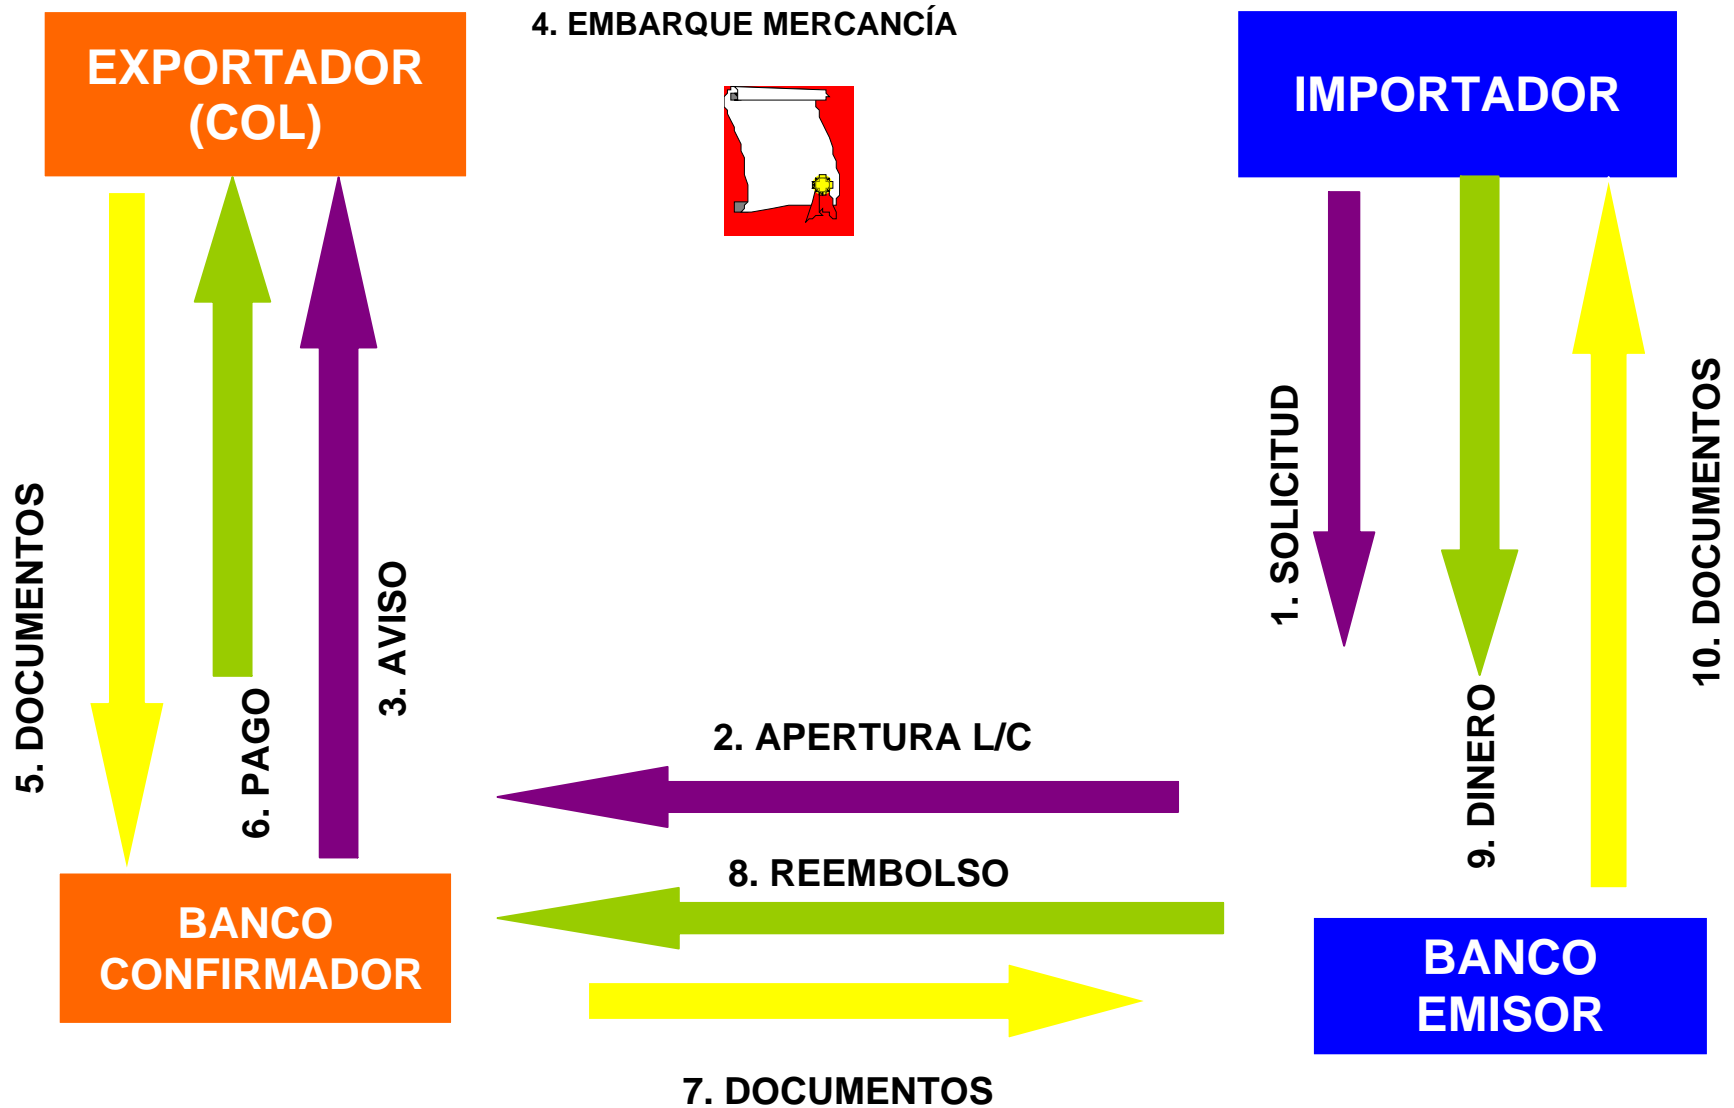 4. EMBARQUE MERCANCÍA
EXPORTADOR
(COL)
IMPORTADOR
5. DOCUMENTOS
6. PAGO
3. AVISO
1. SOLICITUD
9. DINERO
10. DOCUMENTOS
2. APERTURA L/C
8. REEMBOLSO
BANCO
CONFIRMADOR
BANCO
EMISOR
7. DOCUMENTOS